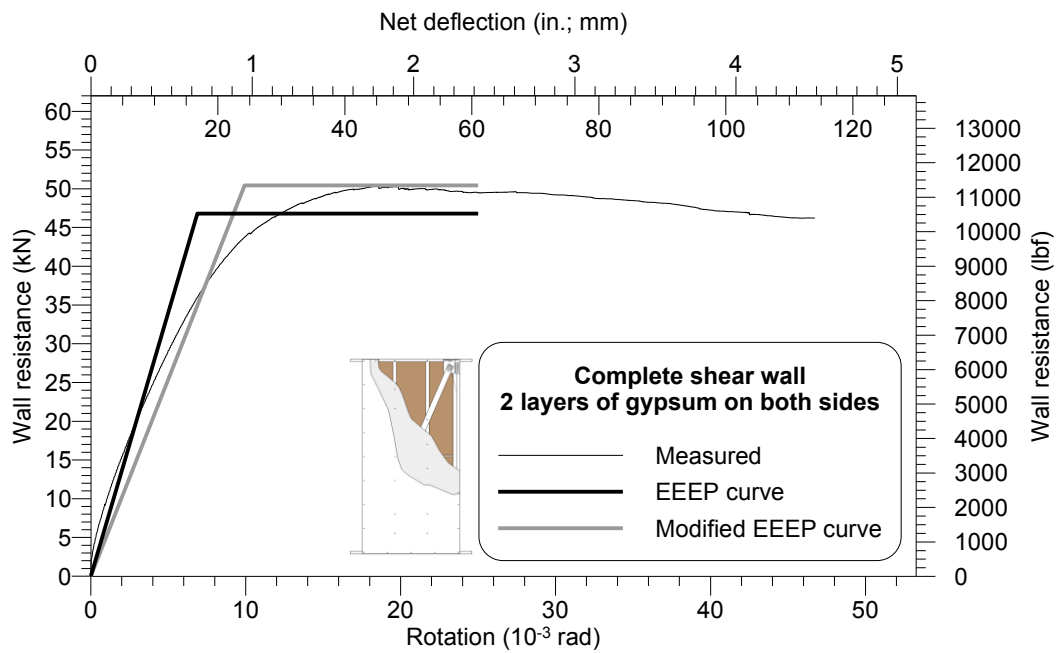 Net deflection (in.; mm)
0 1 2 3 4 5
20 40 60 80 100 120
60
55
50
45
40
35
30
25
20
15
10
5
0
Wall resistance (kN)
13000
12000
11000
10000
9000
8000
7000
6000
5000
4000
3000
2000
1000
0
Wall resistance (lbf)
Complete shear wall
2 layers of gypsum on both sides
Measured
EEEP curve
Modified EEEP curve
0 10 20 30 40 50
Rotation (10⁻³ rad)